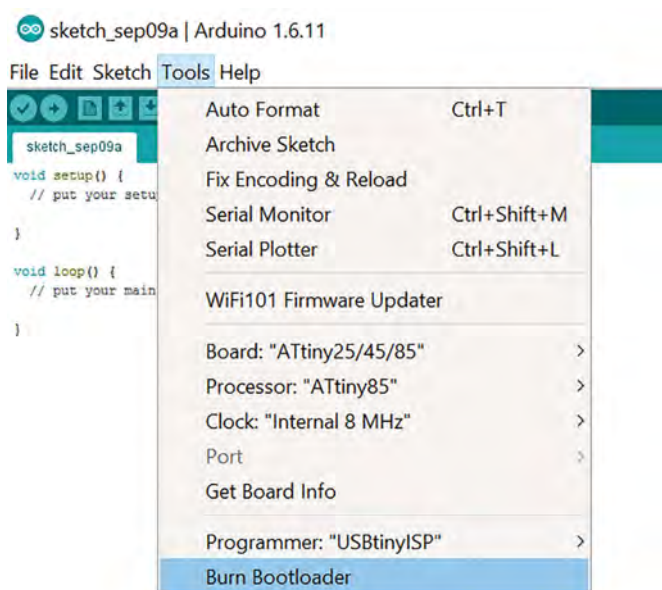 sketch_sep09a | Arduino 1.6.11
File Edit Sketch Tools Help
sketch_sep09a
void setup() {
// put your setu
}
void loop() {
// put your main
}
Auto Format Ctrl+T
Archive Sketch
Fix Encoding & Reload
Serial Monitor Ctrl+Shift+M
Serial Plotter Ctrl+Shift+L
WiFi101 Firmware Updater
Board: "ATtiny25/45/85" >
Processor: "ATtiny85" >
Clock: "Internal 8 MHz" >
Port >
Get Board Info
Programmer: "USBtinyISP" >
Burn Bootloader